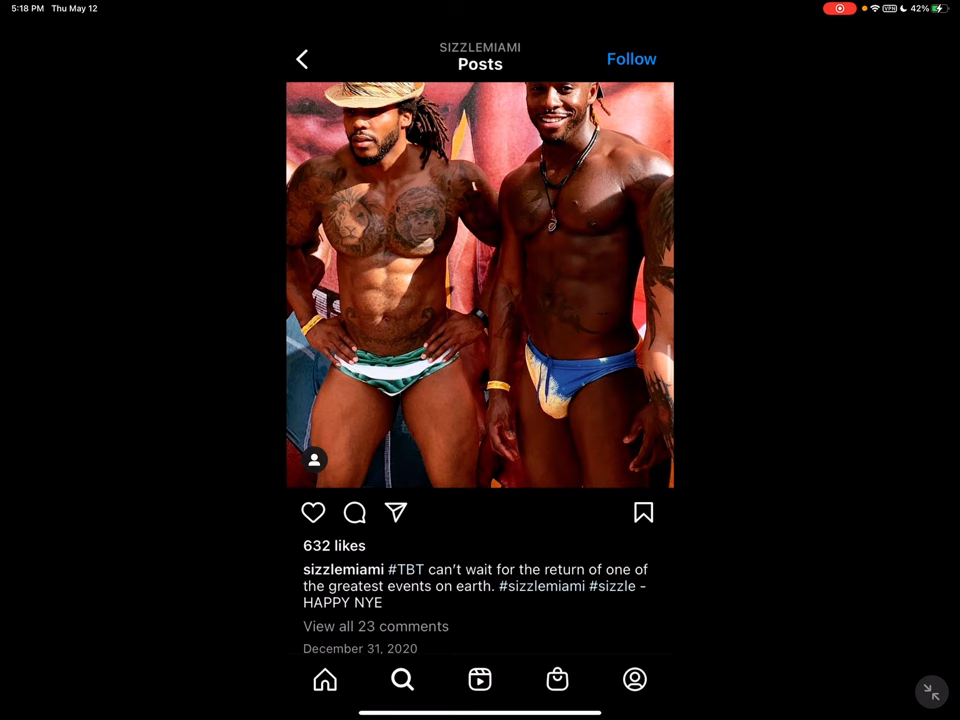 5:18 PM Thu May 12
VPN 42%
SIZZLEMIAMI
Posts
Follow
632 likes
sizzlemiami #TBT can’t wait for the return of one of
the greatest events on earth. #sizzlemiami #sizzle -
HAPPY NYE
View all 23 comments
December 31, 2020